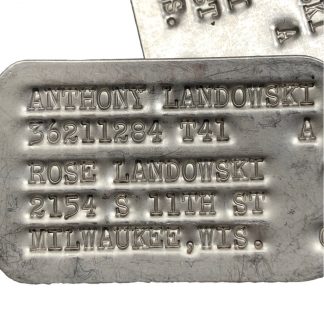 ANTHONY LANDOWSKI
36211284 T41 A
ROSE LANDOWSKI
2154 S 11TH ST
MILWAUKEE, WIS.